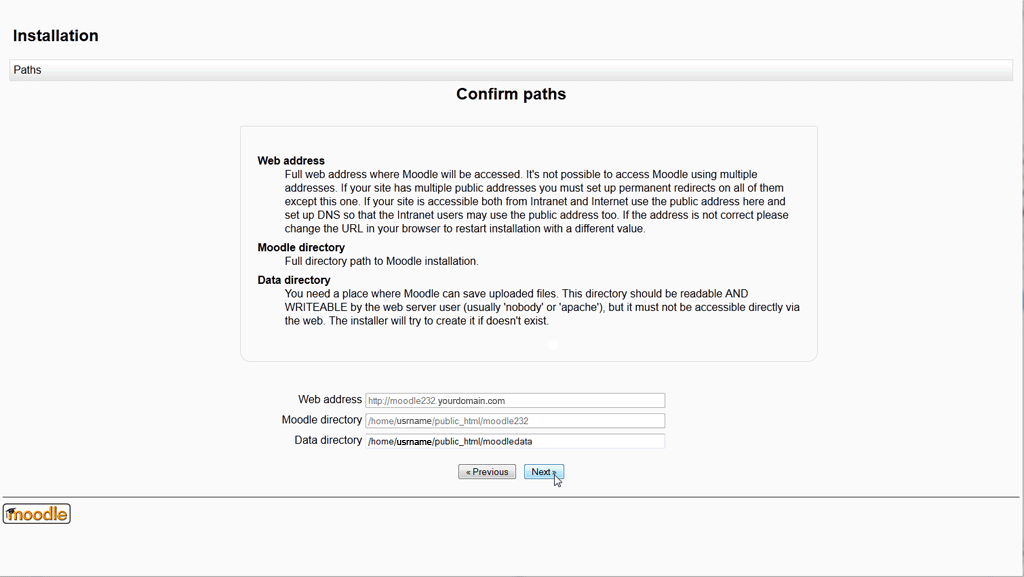 Installation
Paths
Confirm paths
Web address
Full web address where Moodle will be accessed. It's not possible to access Moodle using multiple
addresses. If your site has multiple public addresses you must set up permanent redirects on all of them
except this one. If your site is accessible both from Intranet and Internet use the public address here and
set up DNS so that the Intranet users may use the public address too. If the address is not correct please
change the URL in your browser to restart installation with a different value.
Moodle directory
Full directory path to Moodle installation.
Data directory
You need a place where Moodle can save uploaded files. This directory should be readable AND
WRITEABLE by the web server user (usually 'nobody' or 'apache'), but it must not be accessible directly via
the web. The installer will try to create it if doesn't exist.
Web address http://moodle232.yourdomain.com
Moodle directory /home/usrname/public_html/moodle232
Data directory /home/usrname/public_html/moodledata
« Previous Next »
moodle